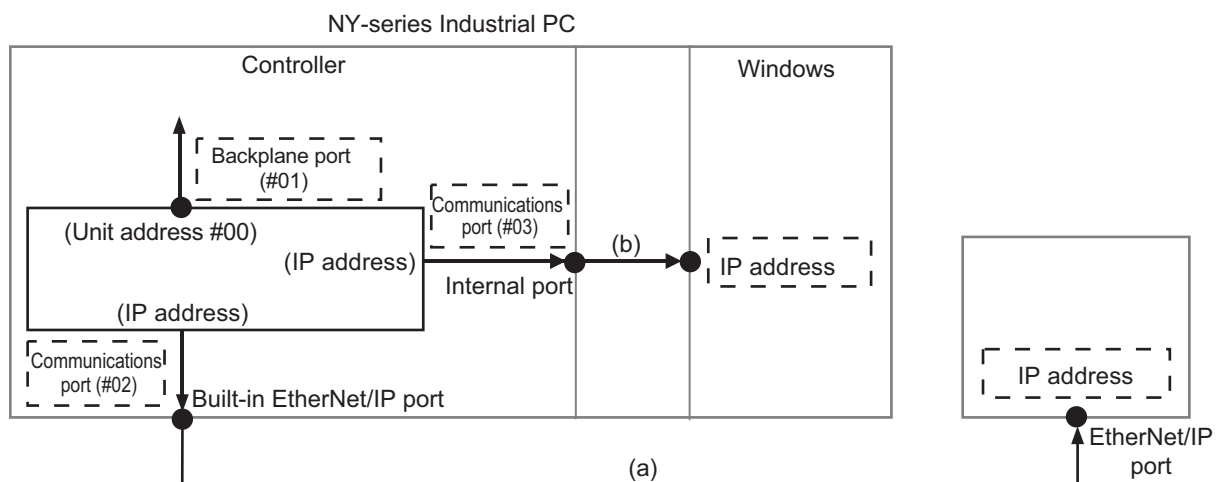 NY-series Industrial PC
Controller
Windows
Backplane port
(#01)
(Unit address #00)
Communications
port (#03)
(IP address)
Internal port
(b)
IP address
(IP address)
Communications
port (#02)
Built-in EtherNet/IP port
(a)
IP address
EtherNet/IP
port